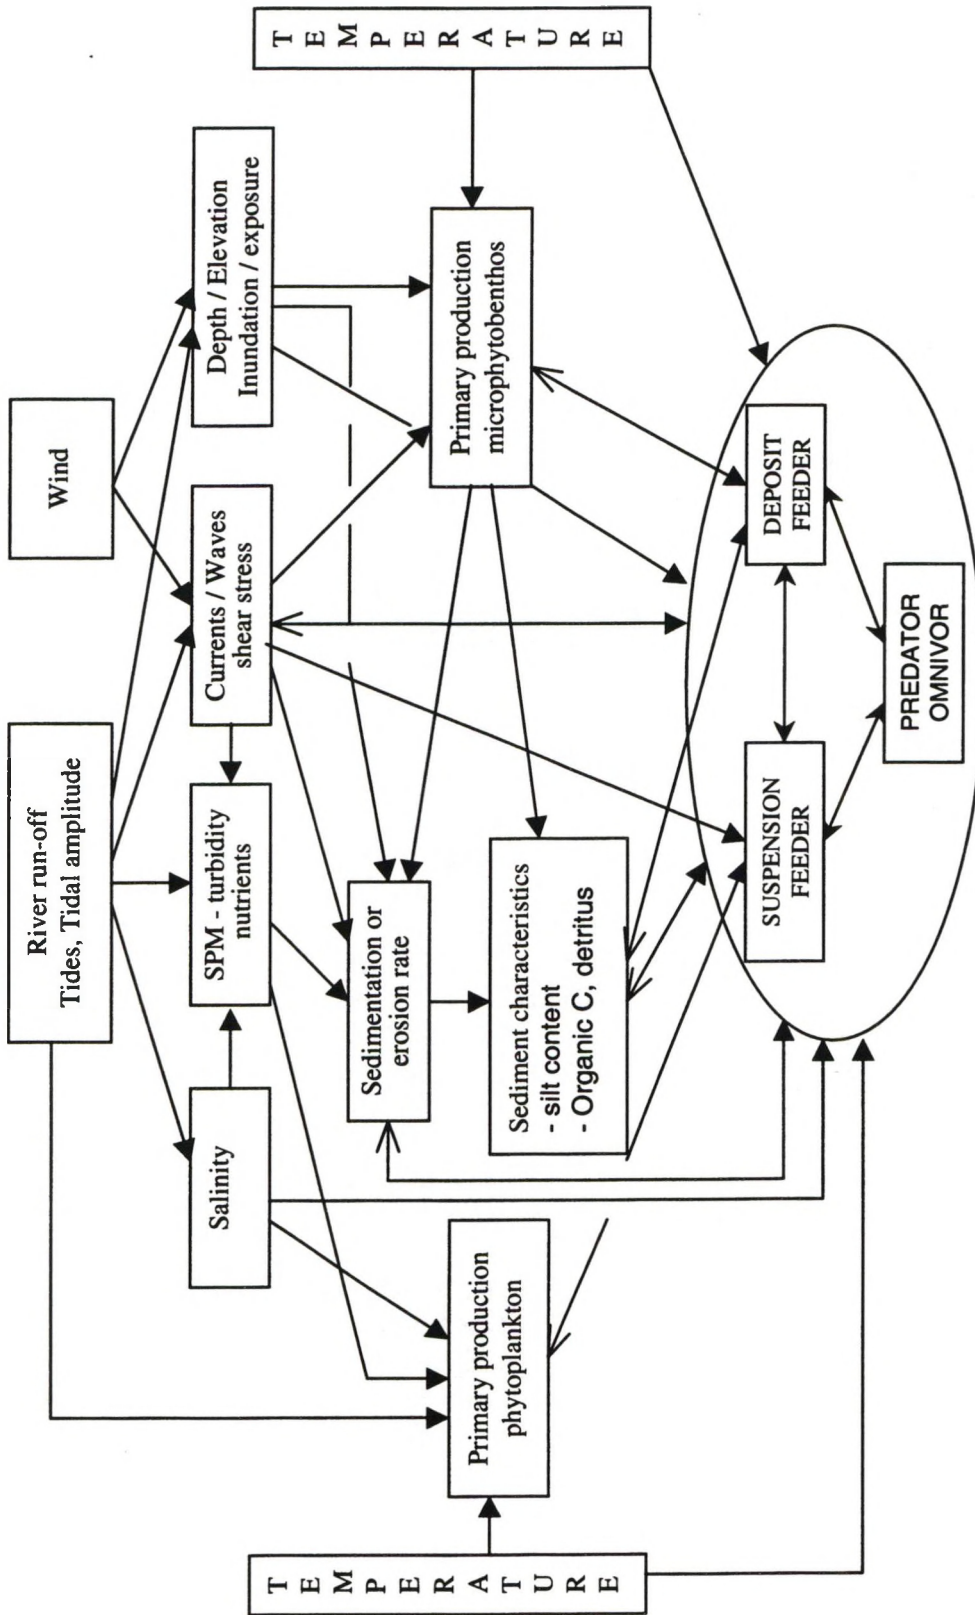 River run-off
Tides, Tidal amplitude
Wind
Salinity
SPM - turbidity
nutrients
Currents / Waves
shear stress
Depth / Elevation
Inundation / exposure
T
E
M
P
E
R
A
T
U
R
E
Primary production
phytoplankton
Sedimentation or
erosion rate
Sediment characteristics
- silt content
- Organic C, detritus
Primary production
microphytobenthos
T
E
M
P
E
R
A
T
U
R
E
SUSPENSION
FEEDER
DEPOSIT
FEEDER
PREDATOR
OMNIVOR